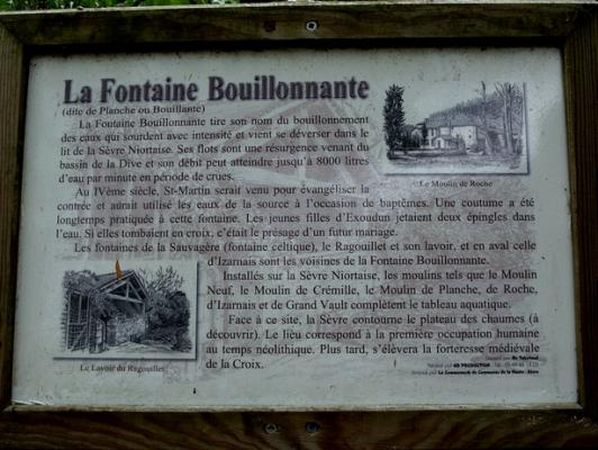 La Fontaine Bouillonnante
(dite de Planche ou Bouillante)
La Fontaine Bouillonnante tire son nom du bouillonnement
des eaux qui sourdent avec intensité et vient se déverser dans le
lit de la Sèvre Niortaise. Ses flots sont une résurgence venant du
bassin de la Dive et son débit peut atteindre jusqu'à 8000 litres
d'eau par minute en période de crues.
Le Moulin de Roche
Au IVème siècle, St-Martin serait venu pour évangéliser la
contrée et aurait utilisé les eaux de la source à l'occasion de baptêmes. Une coutume a été
longtemps pratiquée à cette fontaine. Les jeunes filles d'Exoudun jetaient deux épingles dans
l'eau. Si elles tombaient en croix, c'était le présage d'un futur mariage.
Les fontaines de la Sauvagère (fontaine celtique), le Ragouillet et son lavoir, et en aval celle
d'Izarnais sont les voisines de la Fontaine Bouillonnante.
Installés sur la Sèvre Niortaise, les moulins tels que le Moulin
Neuf, le Moulin de Crémille, le Moulin de Planche, de Roche,
d'Izarnais et de Grand Vault complètent le tableau aquatique.
Face à ce site, la Sèvre contourne le plateau des chaumes (à
découvrir). Le lieu correspond à la première occupation humaine
au temps néolithique. Plus tard, s'élèvera la forteresse médiévale
de la Croix.
Le Lavoir du Ragouillet